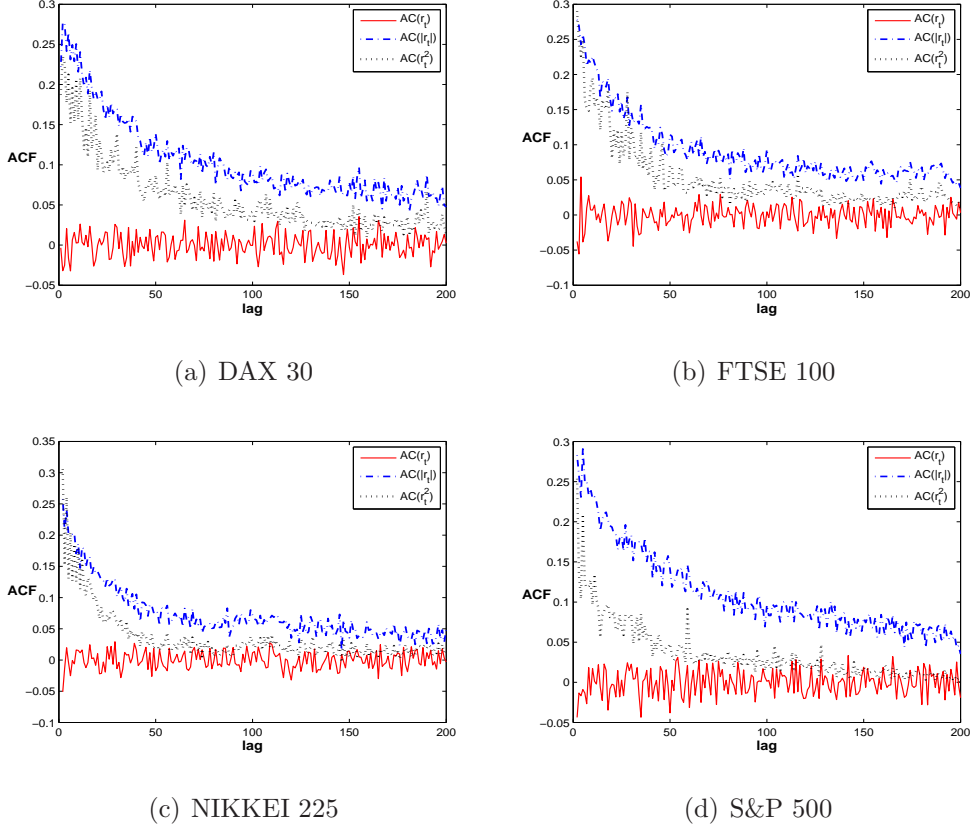 0.3
0.25
0.2
0.15
ACF
0.1
0.05
0
−0.05
0 50 100 150 200
lag
AC(r_t)
AC(|r_t|)
AC(r_t^2)
(a) DAX 30
0.3
0.25
0.2
0.15
ACF
0.1
0.05
0
−0.05
−0.1
0 50 100 150 200
lag
AC(r_t)
AC(|r_t|)
AC(r_t^2)
(b) FTSE 100
0.35
0.3
0.25
0.2
0.15
ACF
0.1
0.05
0
−0.05
−0.1
0 50 100 150 200
lag
AC(r_t)
AC(|r_t|)
AC(r_t^2)
(c) NIKKEI 225
0.3
0.25
0.2
0.15
ACF
0.1
0.05
0
−0.05
0 50 100 150 200
lag
AC(r_t)
AC(|r_t|)
AC(r_t^2)
(d) S&P 500